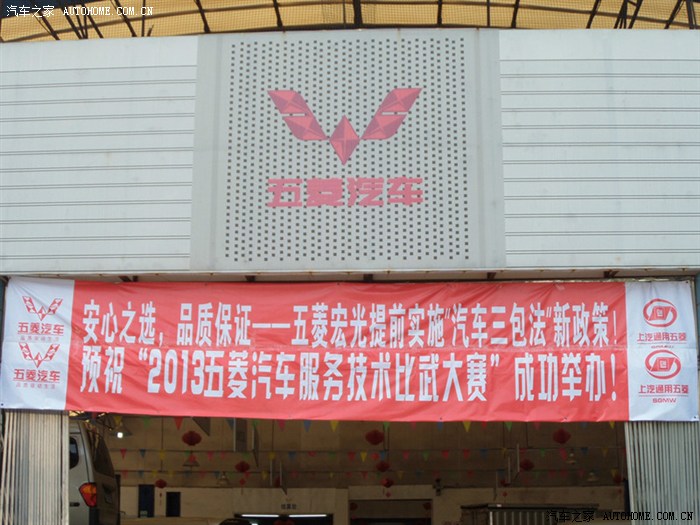 汽车之家 AUTOHOME.COM.CN
五菱汽车
安心之选，品质保证——五菱宏光提前实施"汽车三包法"新政策！
预祝“2013五菱汽车服务技术比武大赛”成功举办！
五菱汽车
五菱汽车
上汽通用五菱
上汽通用五菱
SGMW
汽车之家 AUTOHOME.COM.CN